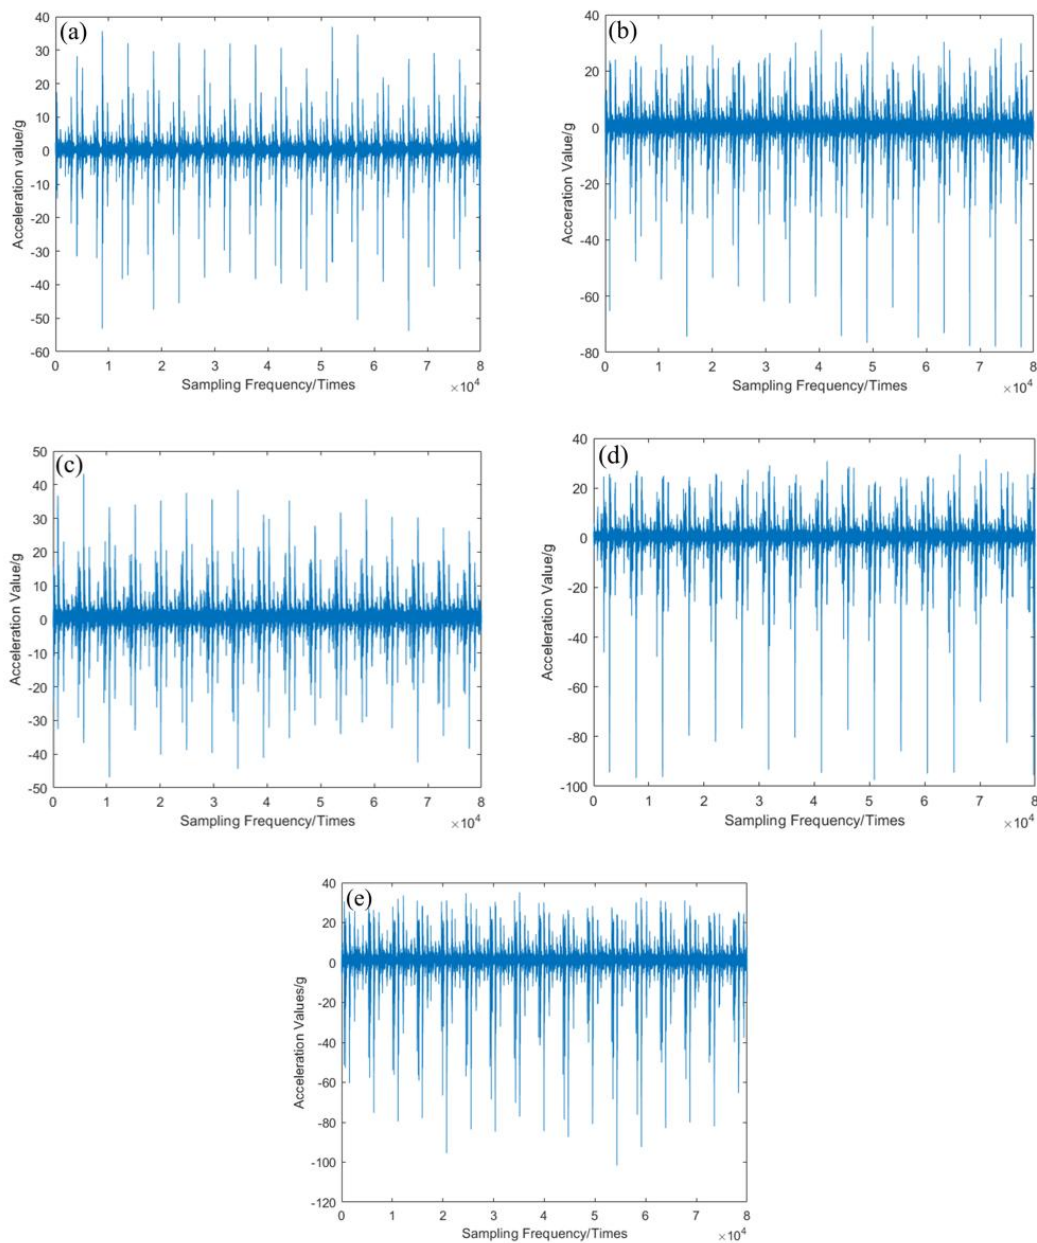 (a)
40
30
20
10
0
-10
-20
-30
-40
-50
-60
Acceleration value/g
0 1 2 3 4 5 6 7 8
Sampling Frequency/Times
×10^4
(b)
40
20
0
-20
-40
-60
-80
Acceration Value/g
0 1 2 3 4 5 6 7 8
Sampling Frequency/Times
×10^4
(c)
50
40
30
20
10
0
-10
-20
-30
-40
-50
Acceleration Value/g
0 1 2 3 4 5 6 7 8
Sampling Frequency/Times
×10^4
(d)
40
20
0
-20
-40
-60
-80
-100
Acceleration Value/g
0 1 2 3 4 5 6 7 8
Sampling Frequency/Times
×10^4
(e)
40
20
0
-20
-40
-60
-80
-100
-120
Acceleration Values/g
0 1 2 3 4 5 6 7 8
Sampling Frequency/Times
×10^4